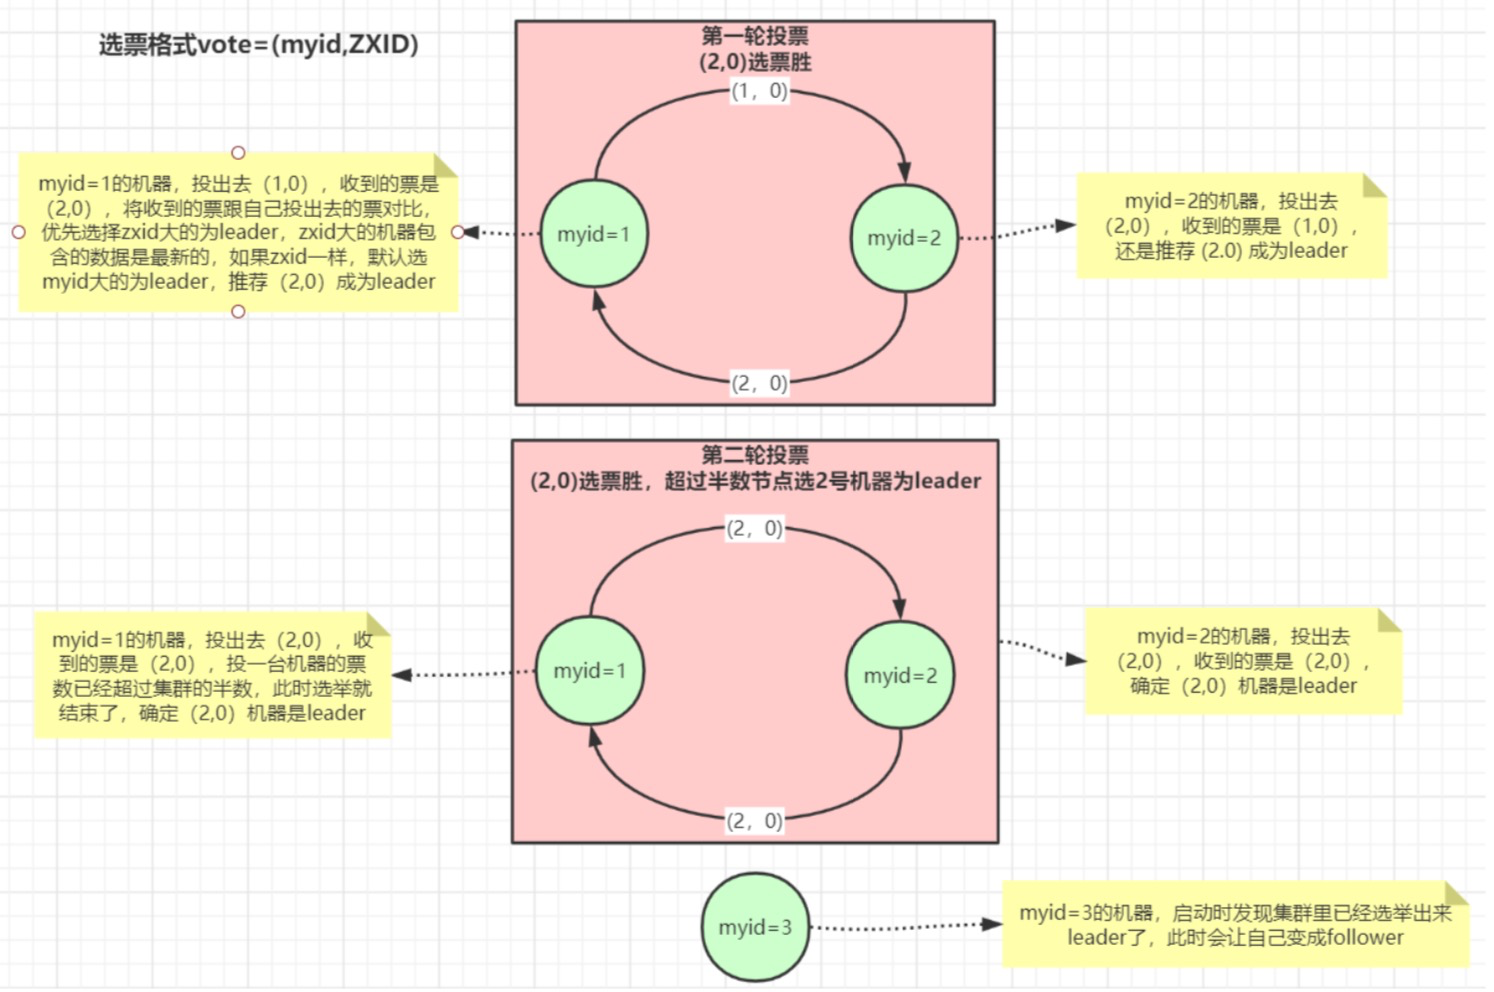 选票格式vote=(myid,ZXID)
第一轮投票
(2,0)选票胜
(1，0)
myid=1的机器，投出去（1,0），收到的票是
（2,0），将收到的票跟自己投出去的票对比，
优先选择zxid大的为leader，zxid大的机器包
含的数据是最新的，如果zxid一样，默认选
myid大的为leader，推荐（2,0）成为leader
myid=1
myid=2
myid=2的机器，投出去
（2,0），收到的票是（1,0），
还是推荐 (2.0) 成为leader
(2，0)
第二轮投票
(2,0)选票胜，超过半数节点选2号机器为leader
(2，0)
myid=1的机器，投出去（2,0），收
到的票是（2,0），投一台机器的票
数已经超过集群的半数，此时选举就
结束了，确定（2,0）机器是leader
myid=1
myid=2
myid=2的机器，投出去
（2,0），收到的票是（2,0），
确定（2,0）机器是leader
(2，0)
myid=3
myid=3的机器，启动时发现集群里已经选举出来
leader了，此时会让自己变成follower